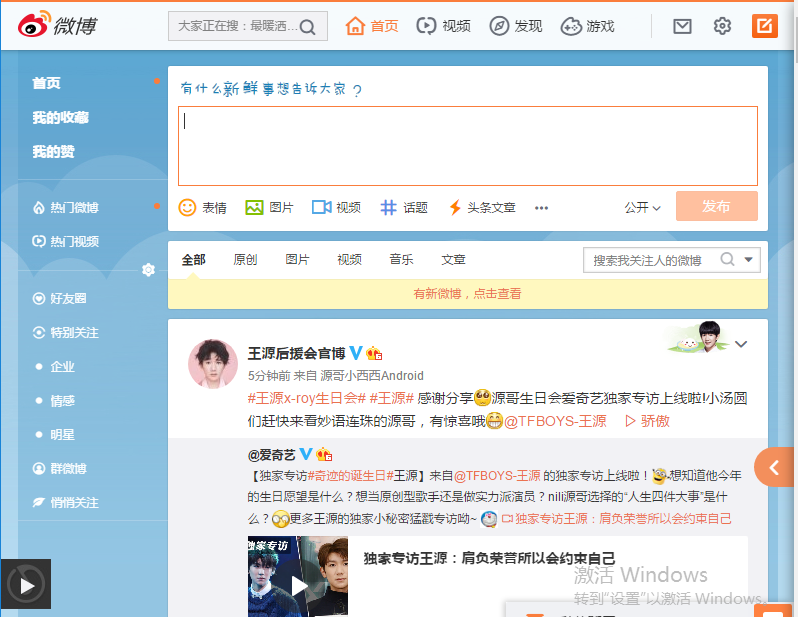 微博
大家正在搜：最暖洒...
首页
视频
发现
游戏
首页
我的收藏
我的赞
热门微博
热门视频
好友圈
特别关注
企业
情感
明星
群微博
悄悄关注
有什么新鲜事想告诉大家？
表情
图片
视频
话题
头条文章
公开
发布
全部
原创
图片
视频
音乐
文章
搜索我关注人的微博
有新微博，点击查看
王源后援会官博
5分钟前 来自 源哥小西西Android
#王源x-roy生日会# #王源# 感谢分享源哥生日会爱奇艺独家专访上线啦!小汤圆
们赶快来看妙语连珠的源哥，有惊喜哦@TFBOYS-王源 骄傲
@爱奇艺
【独家专访#奇迹的诞生日#王源】来自@TFBOYS-王源 的独家专访上线啦！想知道他今年
的生日愿望是什么？想当原创型歌手还是做实力派演员？nili源哥选择的“人生四件大事”是什
么？更多王源的独家小秘密猛戳专访呦~ 独家专访王源：肩负荣誉所以会约束自己
独家专访
独家专访王源：肩负荣誉所以会约束自己
激活 Windows
转到“设置”以激活 Windows。